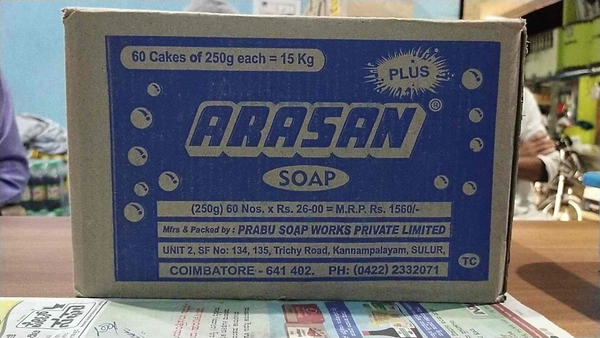 60 Cakes of 250g each = 15 Kg
PLUS
ARASAN ®
SOAP
(250g) 60 Nos. x Rs. 26-00 = M.R.P. Rs. 1560/-
Mfrs & Packed by : PRABU SOAP WORKS PRIVATE LIMITED
UNIT 2, SF No: 134, 135, Trichy Road, Kannampalayam, SULUR,
COIMBATORE - 641 402. PH: (0422) 2332071
TC